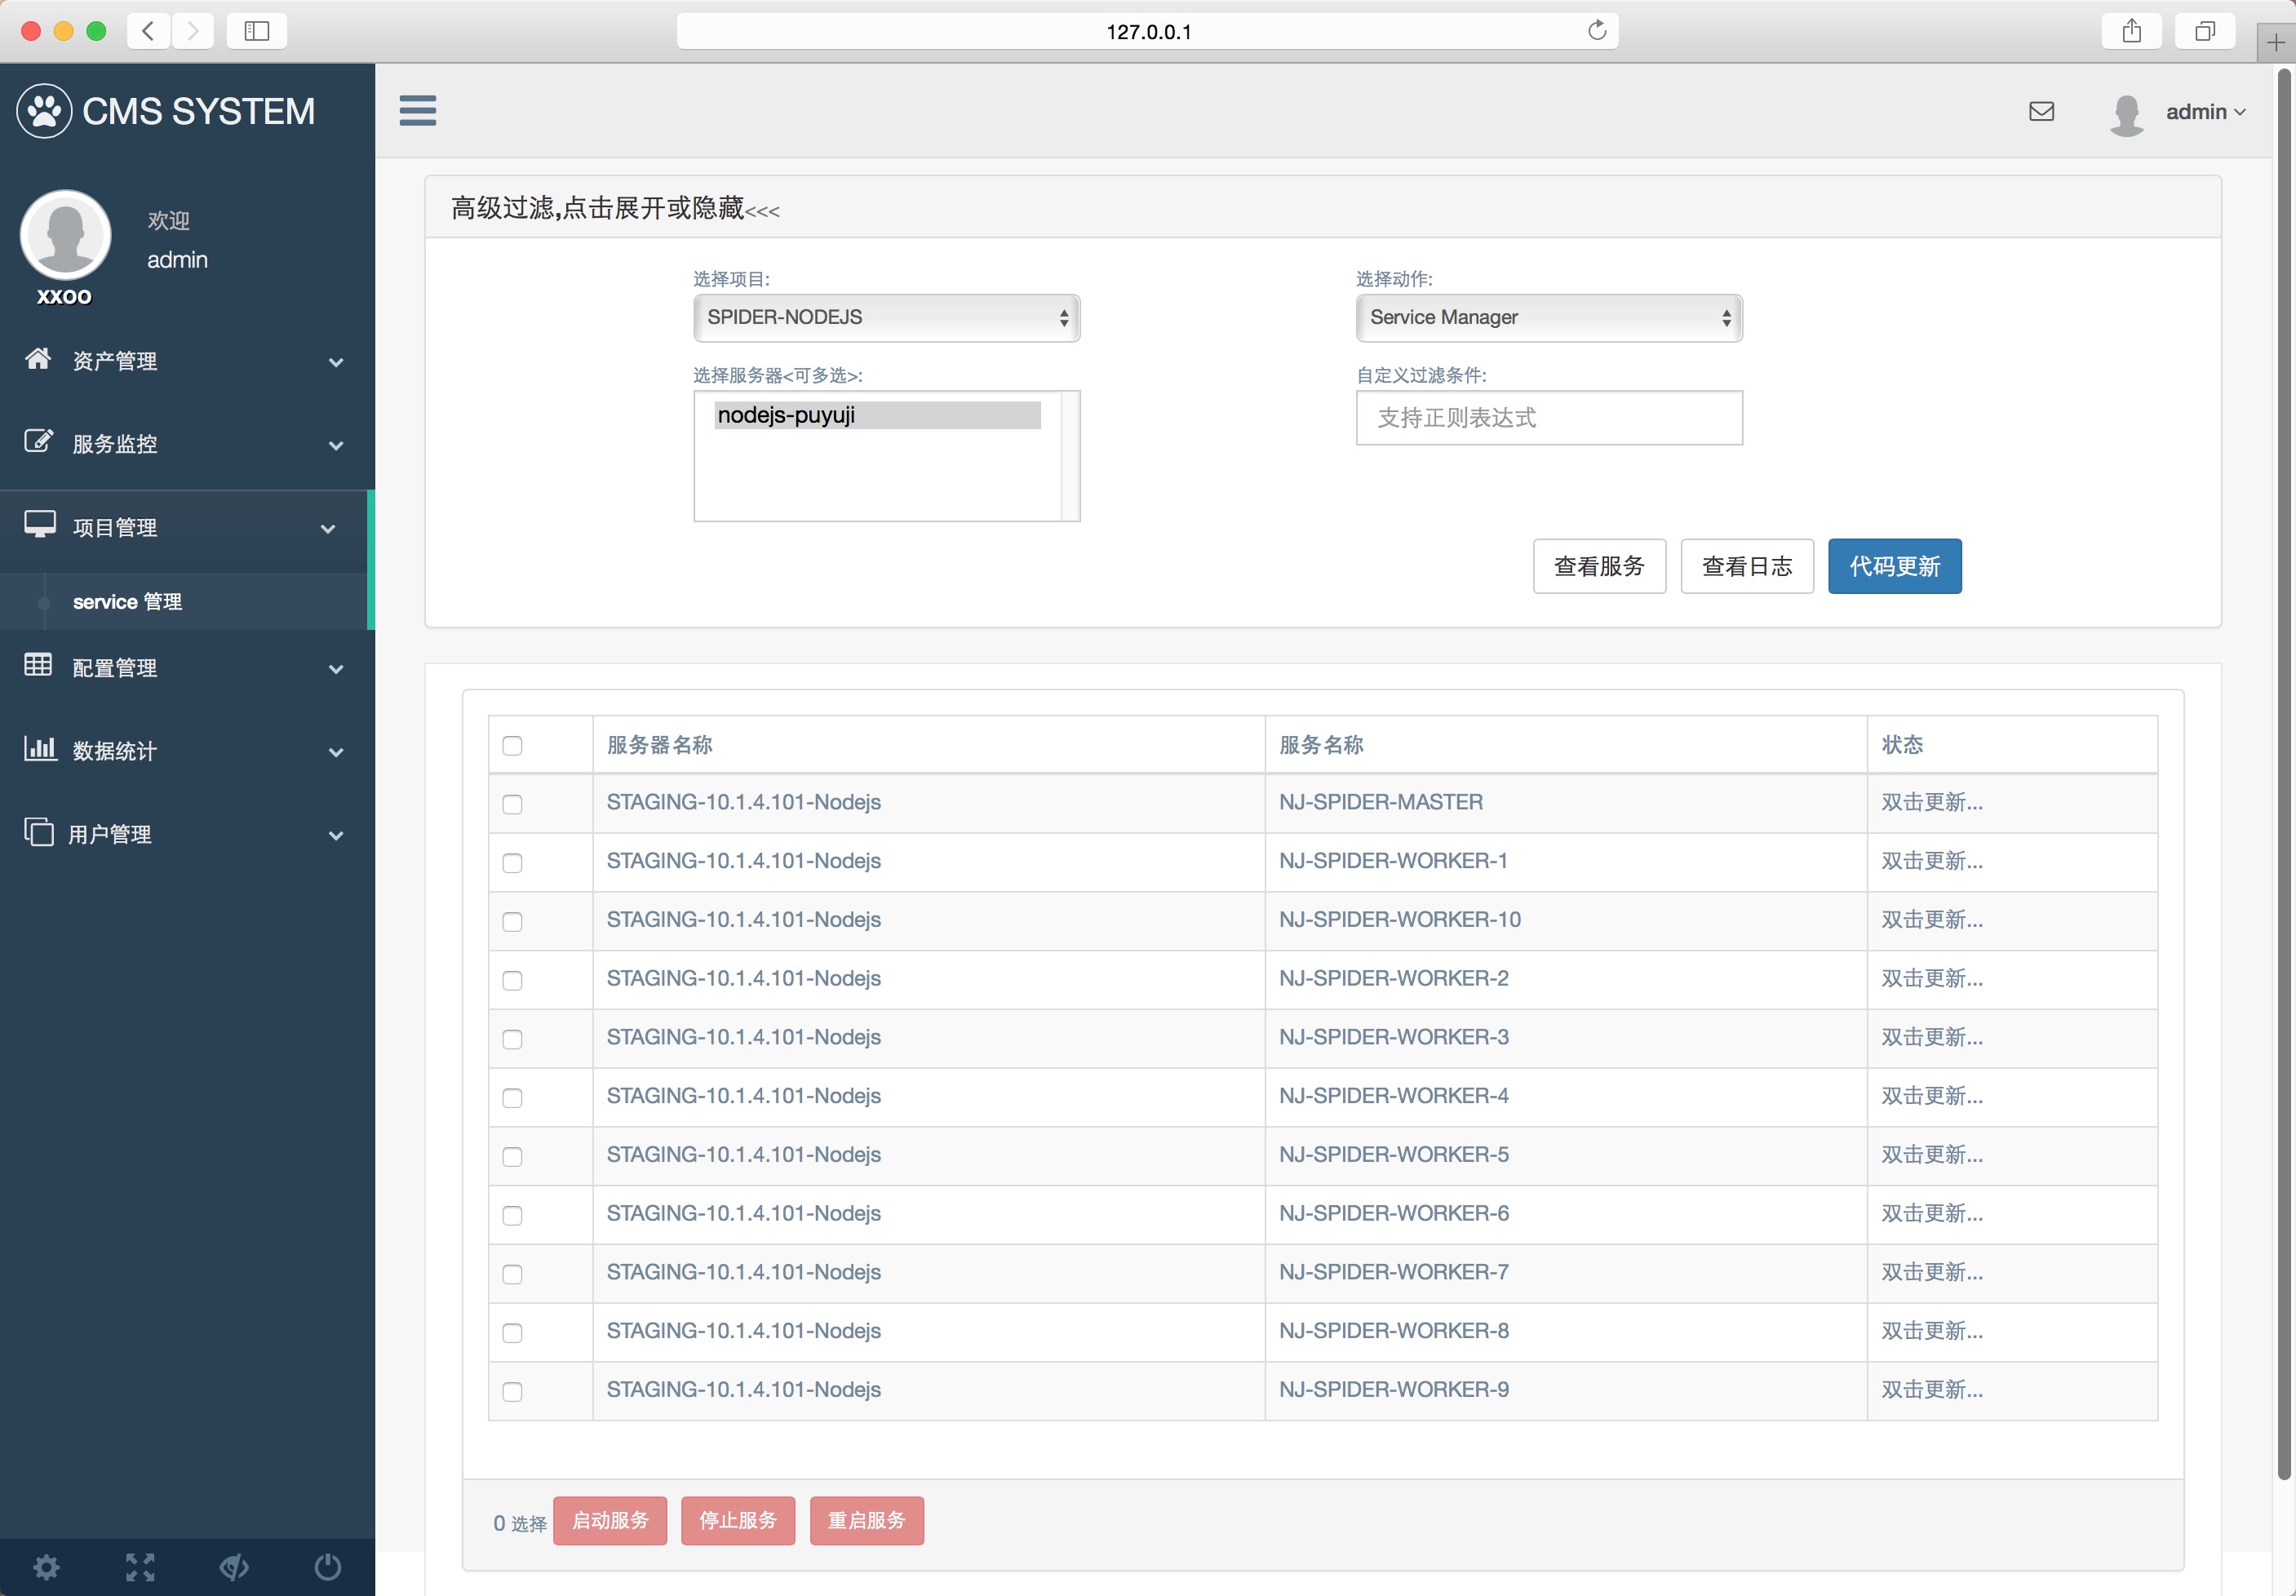 127.0.0.1
CMS SYSTEM
admin
欢迎
admin
xxoo
资产管理
服务监控
项目管理
service 管理
配置管理
数据统计
用户管理
高级过滤,点击展开或隐藏<<<
选择项目:
选择动作:
SPIDER-NODEJS
Service Manager
选择服务器<可多选>:
自定义过滤条件:
nodejs-puyuji
支持正则表达式
查看服务 查看日志 代码更新
服务器名称 服务名称 状态
STAGING-10.1.4.101-Nodejs NJ-SPIDER-MASTER 双击更新...
STAGING-10.1.4.101-Nodejs NJ-SPIDER-WORKER-1 双击更新...
STAGING-10.1.4.101-Nodejs NJ-SPIDER-WORKER-10 双击更新...
STAGING-10.1.4.101-Nodejs NJ-SPIDER-WORKER-2 双击更新...
STAGING-10.1.4.101-Nodejs NJ-SPIDER-WORKER-3 双击更新...
STAGING-10.1.4.101-Nodejs NJ-SPIDER-WORKER-4 双击更新...
STAGING-10.1.4.101-Nodejs NJ-SPIDER-WORKER-5 双击更新...
STAGING-10.1.4.101-Nodejs NJ-SPIDER-WORKER-6 双击更新...
STAGING-10.1.4.101-Nodejs NJ-SPIDER-WORKER-7 双击更新...
STAGING-10.1.4.101-Nodejs NJ-SPIDER-WORKER-8 双击更新...
STAGING-10.1.4.101-Nodejs NJ-SPIDER-WORKER-9 双击更新...
0 选择 启动服务 停止服务 重启服务